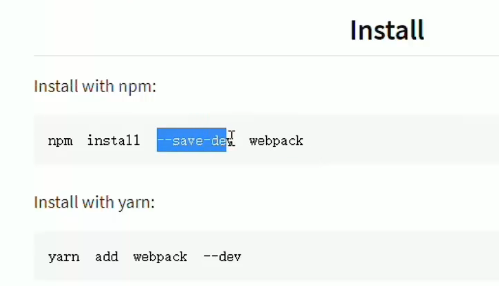 Install
Install with npm:
npm install --save-dev webpack
Install with yarn:
yarn add webpack --dev